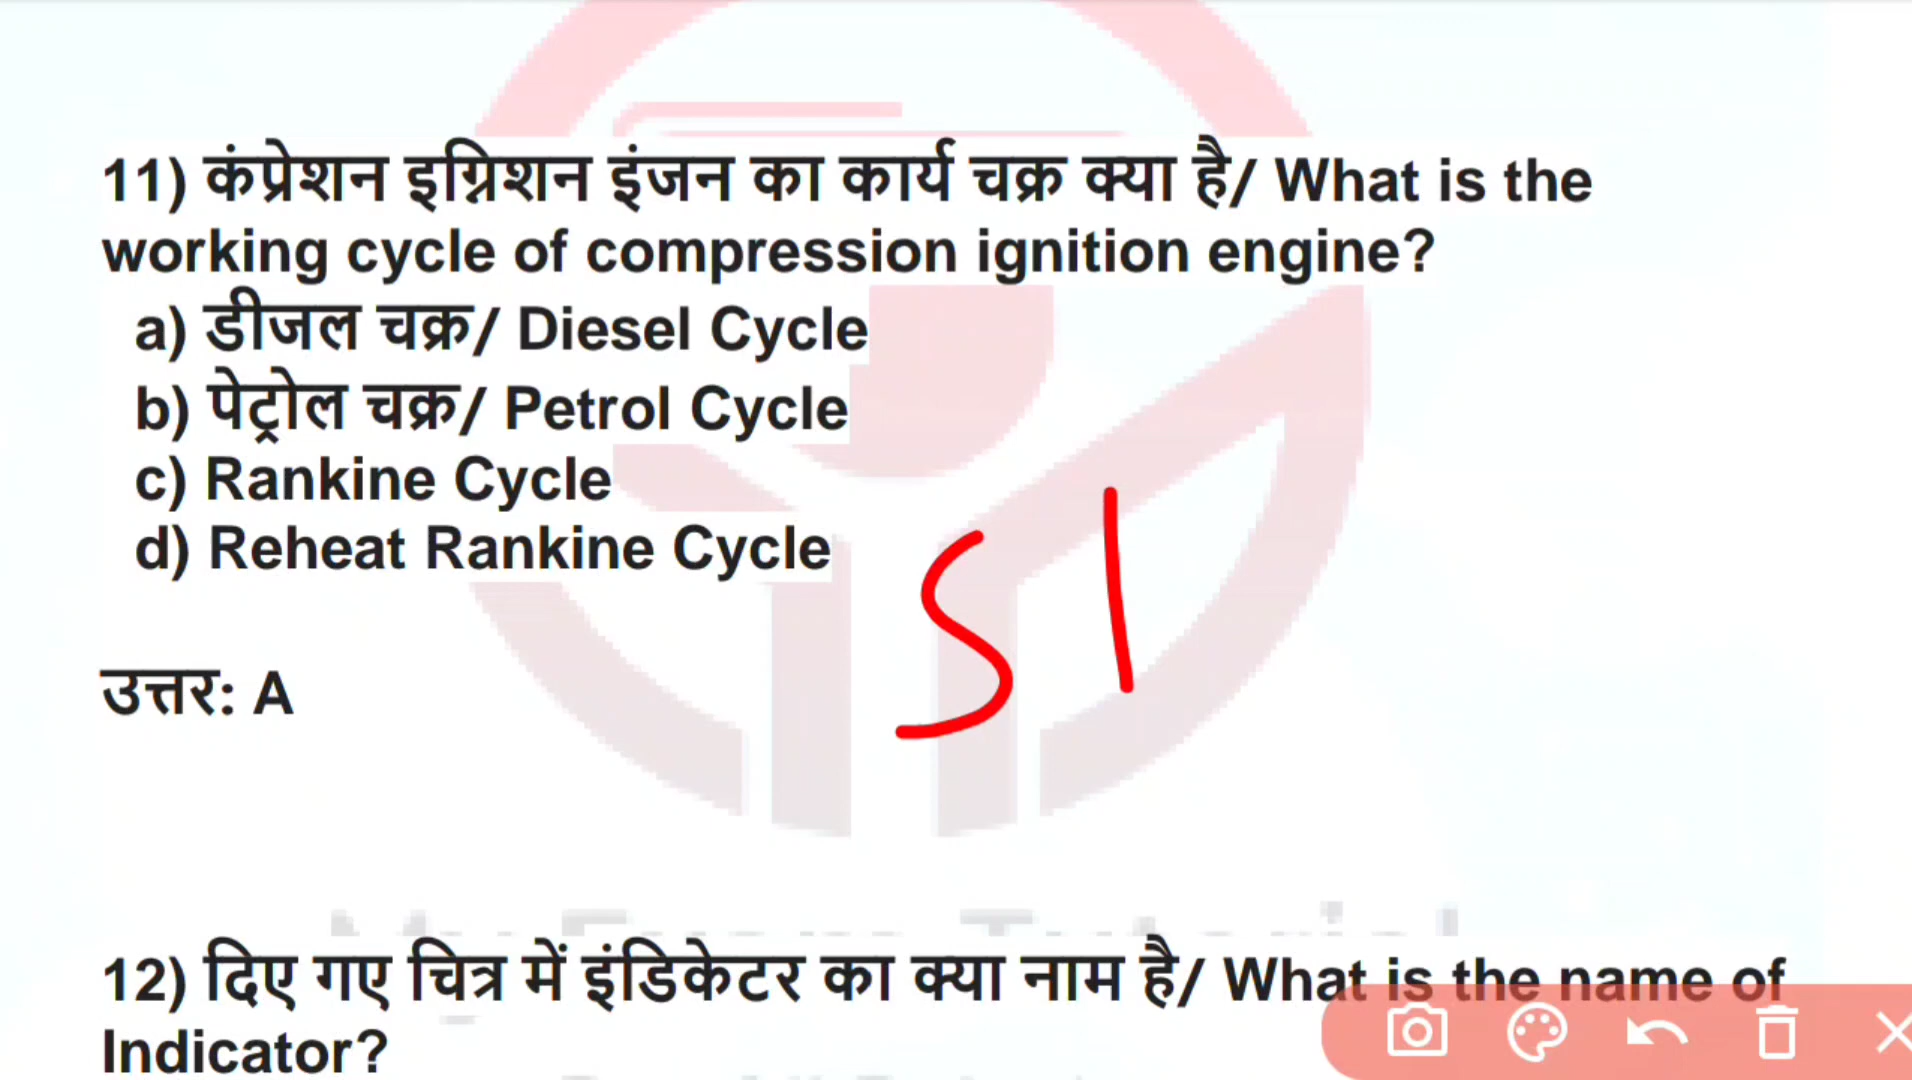 11) कंप्रेशन इग्निशन इंजन का कार्य चक्र क्या है/ What is the
working cycle of compression ignition engine?
a) डीजल चक्र/ Diesel Cycle
b) पेट्रोल चक्र/ Petrol Cycle
c) Rankine Cycle
d) Reheat Rankine Cycle
SI
उत्तर: A
12) दिए गए चित्र में इंडिकेटर का क्या नाम है/ What is the name of
Indicator?